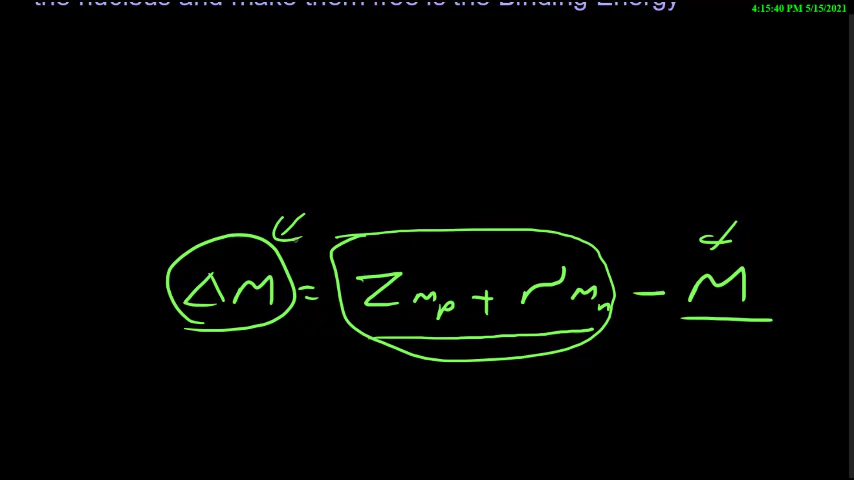 4:15:40 PM 5/15/2021
the nucleus and make them free is the Binding Energy
ΔM = Zmp + Nmn - M